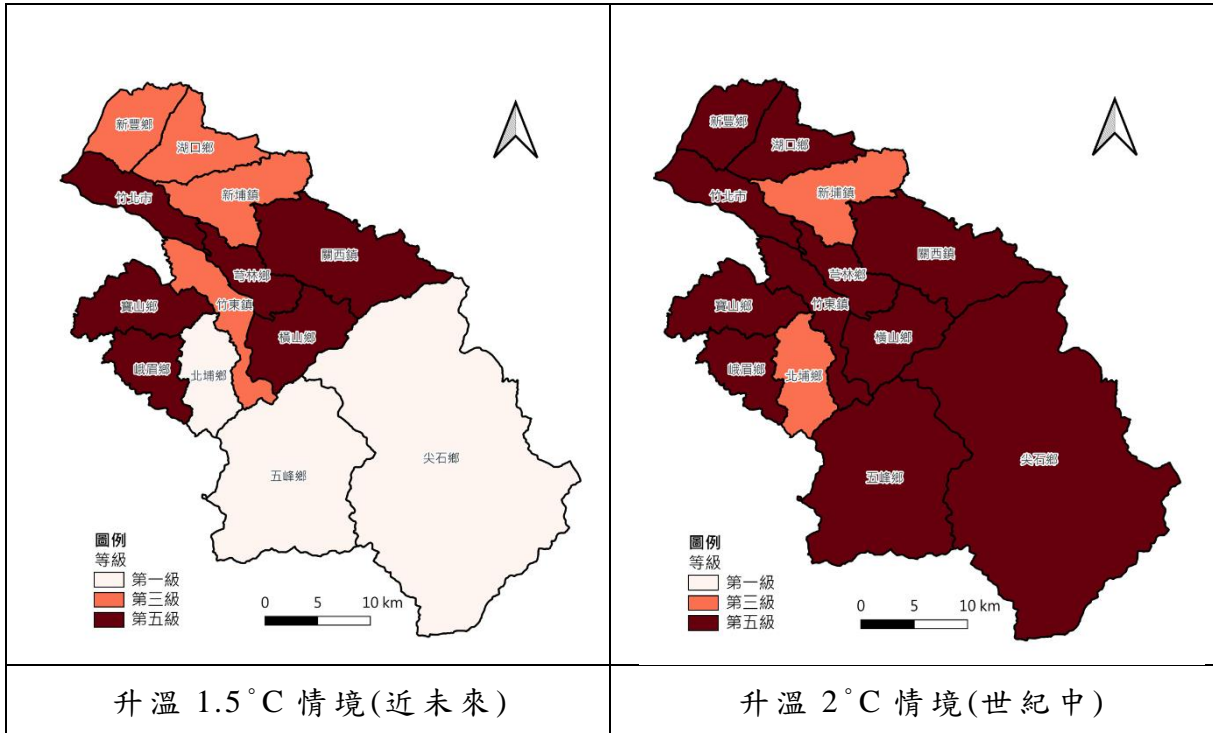 新豐鄉
湖口鄉
竹北市
新埔鎮
關西鎮
芎林鄉
寶山鄉
竹東鎮
橫山鄉
峨眉鄉
北埔鄉
五峰鄉
尖石鄉
圖例
等級
第一級
第三級
第五級
0 5 10 km
升溫 1.5°C 情境(近未來)
新豐鄉
湖口鄉
竹北市
新埔鎮
關西鎮
芎林鄉
寶山鄉
竹東鎮
橫山鄉
峨眉鄉
北埔鄉
五峰鄉
尖石鄉
圖例
等級
第一級
第三級
第五級
0 5 10 km
升溫 2°C 情境(世紀中)